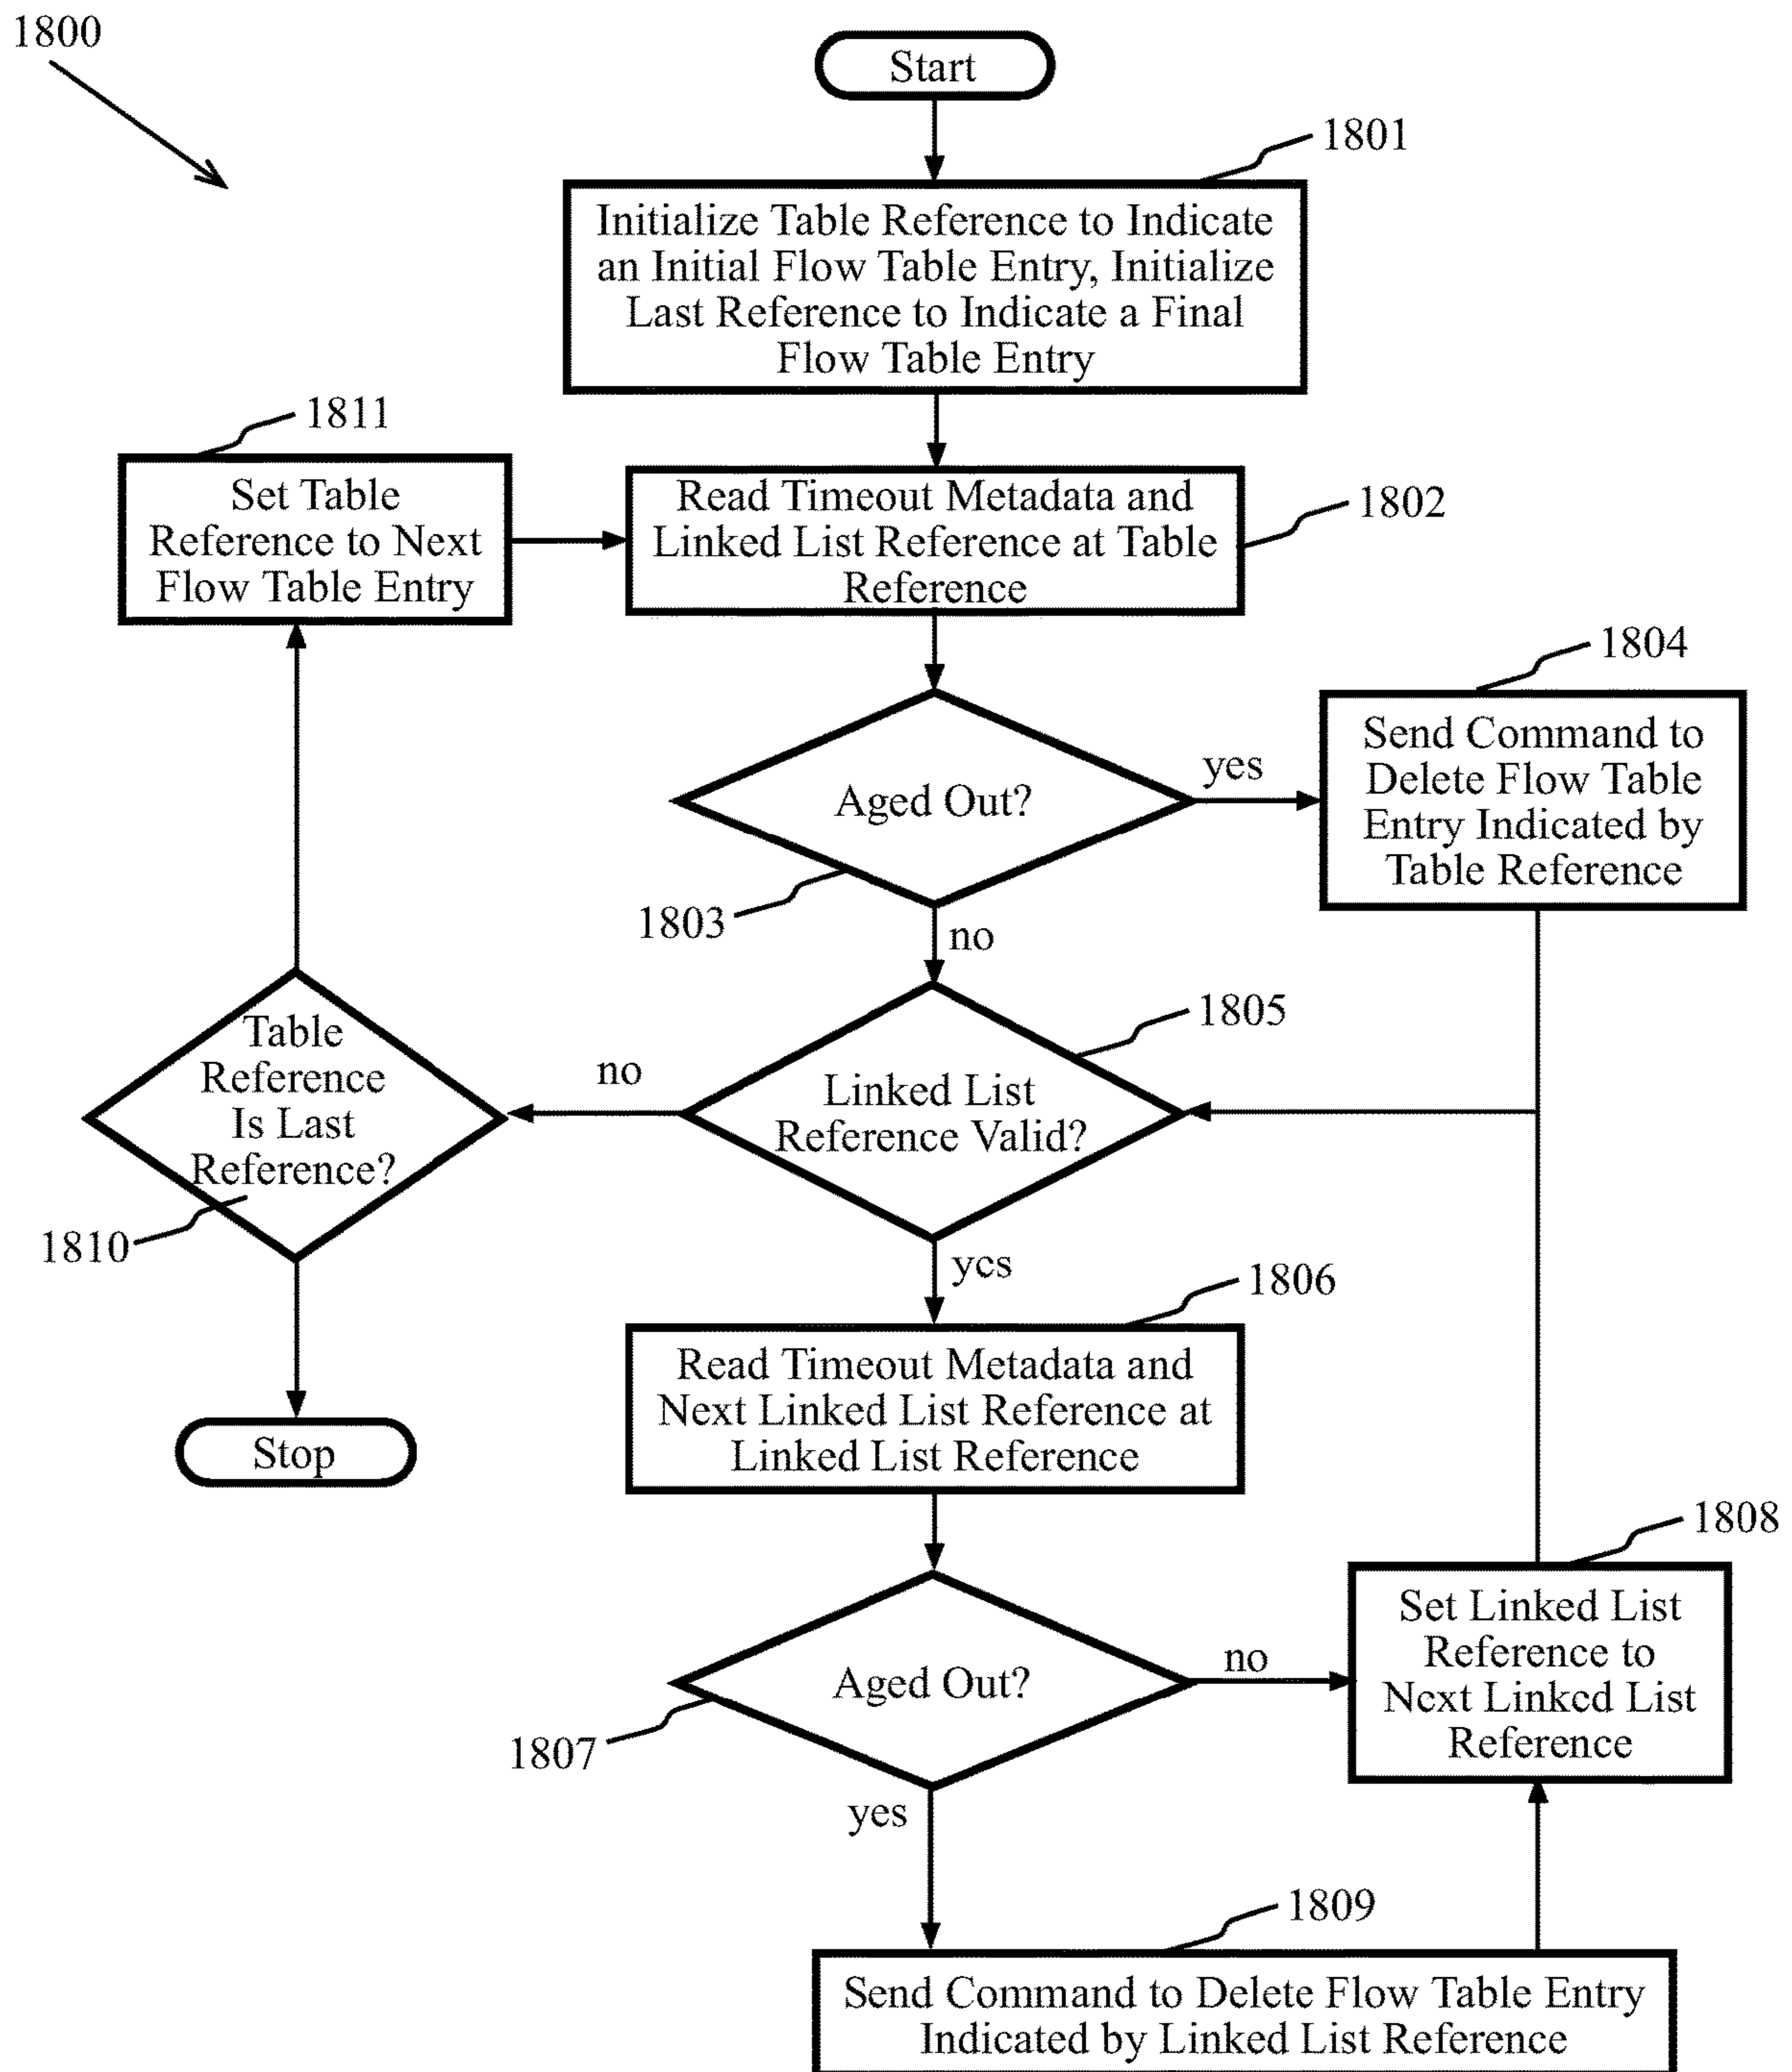 1800
Start
1801
Initialize Table Reference to Indicate
an Initial Flow Table Entry, Initialize
Last Reference to Indicate a Final
Flow Table Entry
1811
Set Table
Reference to Next
Flow Table Entry
Read Timeout Metadata and
Linked List Reference at Table
Reference
1802
1804
Send Command to
Delete Flow Table
Entry Indicated by
Table Reference
Aged Out?
yes
1803
no
1805
Linked List
Reference Valid?
no
Table
Reference
Is Last
Reference?
1810
yes
1806
Read Timeout Metadata and
Next Linked List Reference at
Linked List Reference
Stop
1808
Set Linked List
Reference to
Next Linked List
Reference
Aged Out?
no
1807
yes
1809
Send Command to Delete Flow Table Entry
Indicated by Linked List Reference